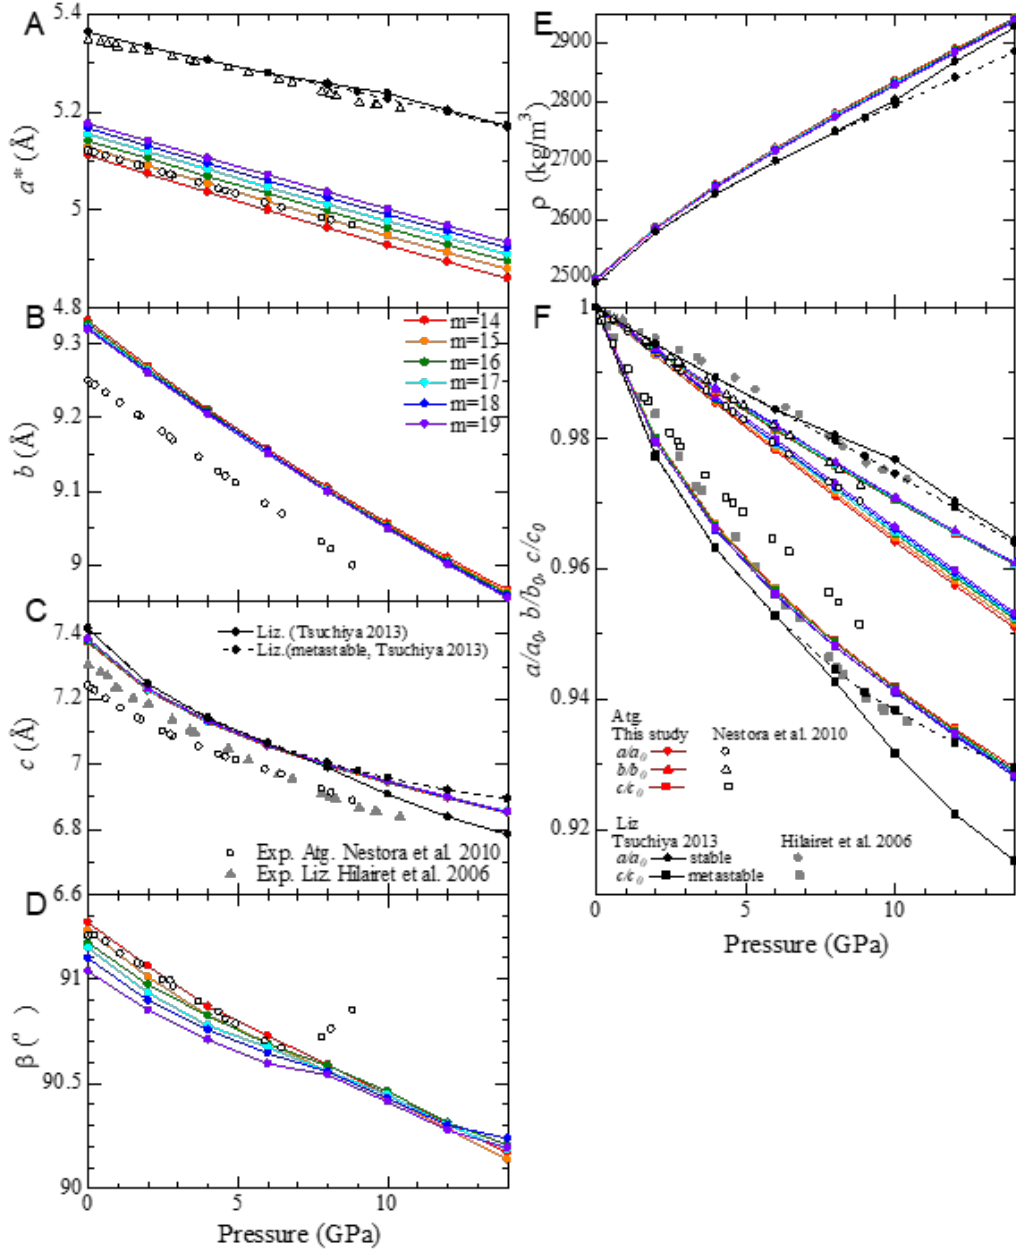 A
5.4
5.2
5
4.8
a* (Å)
B
9.3
9.2
9.1
9
b (Å)
m=14
m=15
m=16
m=17
m=18
m=19
C
7.4
7.2
7
6.8
6.6
c (Å)
Liz. (Tsuchiya 2013)
Liz.(metastable, Tsuchiya 2013)
Exp. Atg. Nestora et al. 2010
Exp. Liz. Hilairet et al. 2006
D
91
90.5
90
β (°)
0 5 10
Pressure (GPa)
E
2900
2800
2700
2600
2500
ρ (kg/m³)
F
1
0.98
0.96
0.94
0.92
a/a₀, b/b₀, c/c₀
Atg.
This study Nestora et al. 2010
a/a₀
b/b₀
c/c₀
Liz
Tsuchiya 2013 Hilairet et al. 2006
a/a₀ stable
c/c₀ metastable
0 5 10
Pressure (GPa)